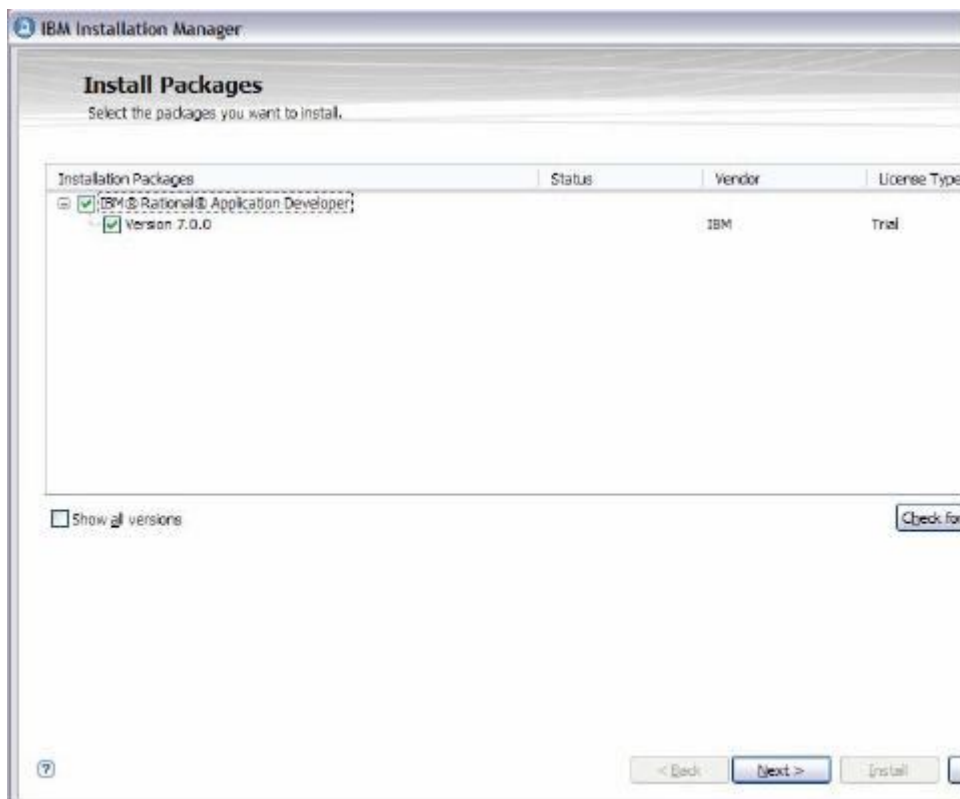 IBM Installation Manager
Install Packages
Select the packages you want to install.
Installation Packages Status Vendor License Type
IBM® Rational® Application Developer
Version 7.0.0 IBM Trial
Show all versions
Check for
?
< Back Next > Install